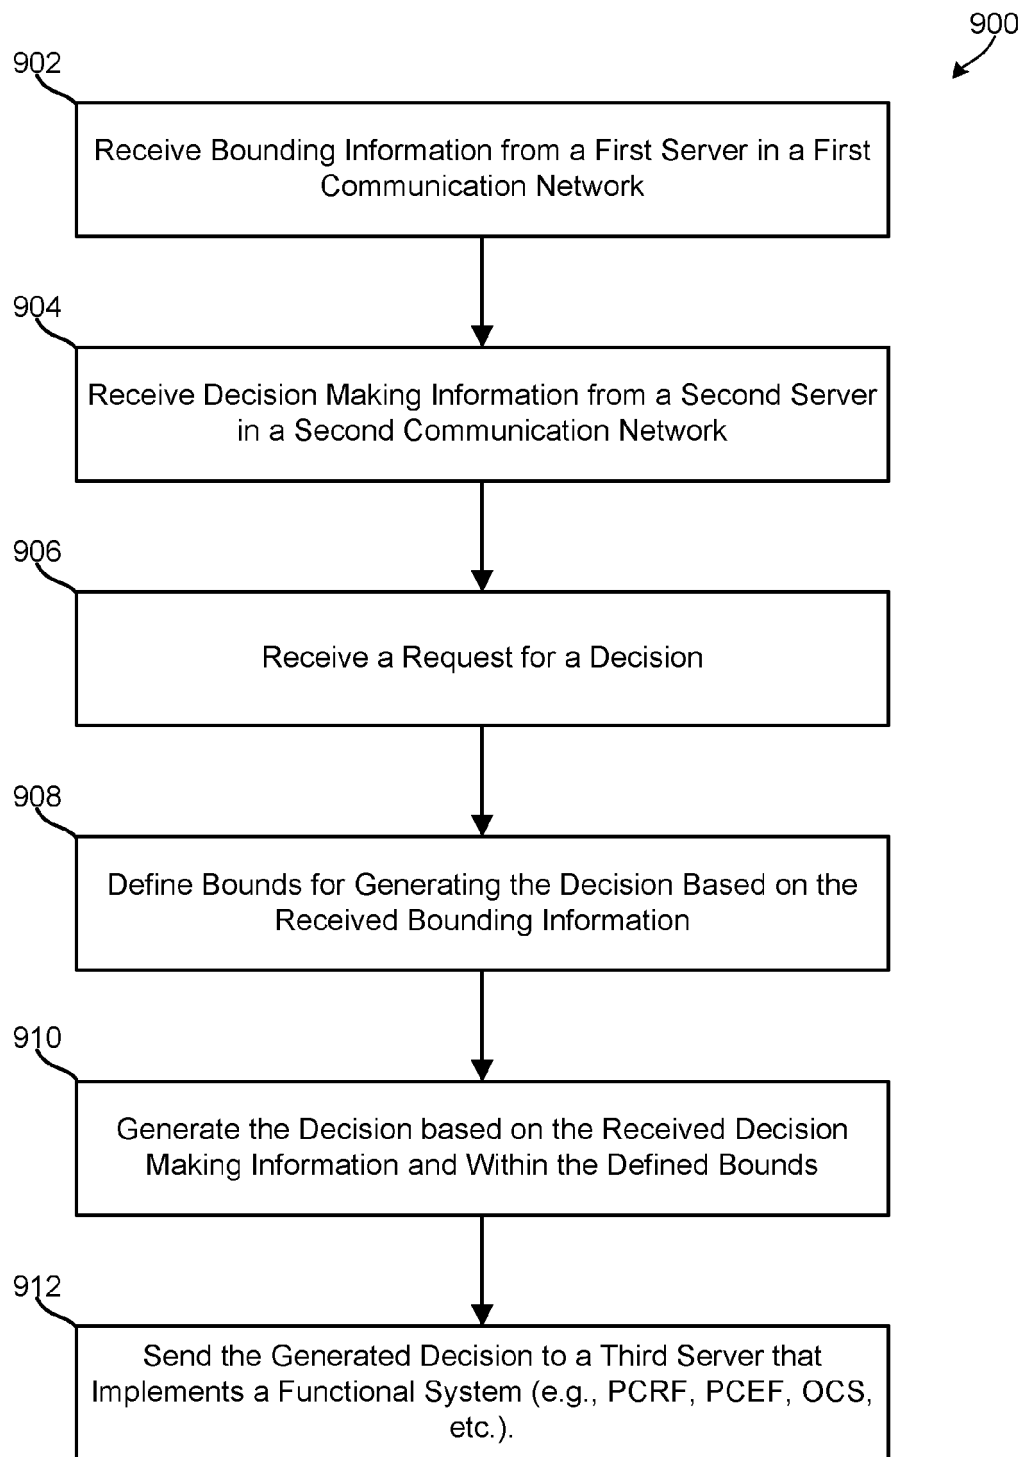 900
902
Receive Bounding Information from a First Server in a First
Communication Network
904
Receive Decision Making Information from a Second Server
in a Second Communication Network
906
Receive a Request for a Decision
908
Define Bounds for Generating the Decision Based on the
Received Bounding Information
910
Generate the Decision based on the Received Decision
Making Information and Within the Defined Bounds
912
Send the Generated Decision to a Third Server that
Implements a Functional System (e.g., PCRF, PCEF, OCS,
etc.).